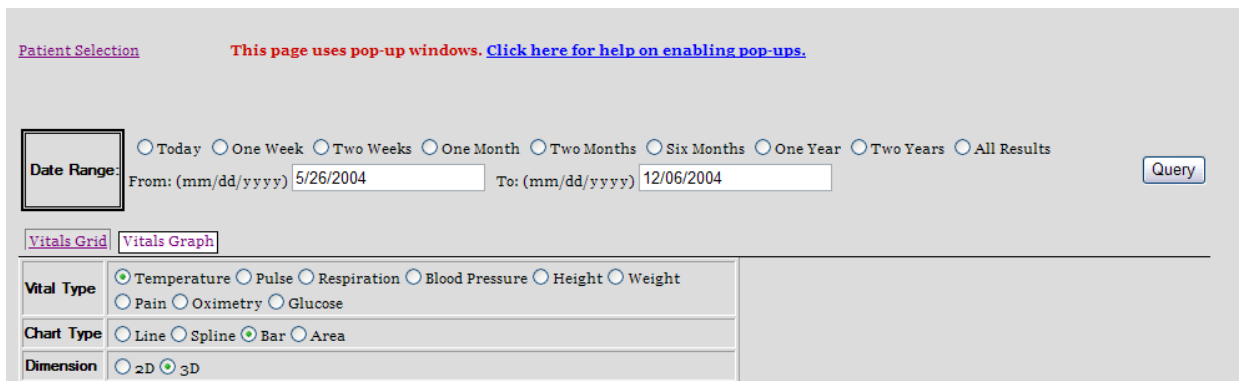 Patient Selection This page uses pop-up windows. Click here for help on enabling pop-ups.
Today One Week Two Weeks One Month Two Months Six Months One Year Two Years All Results
Date Range: From: (mm/dd/yyyy) 5/26/2004 To: (mm/dd/yyyy) 12/06/2004 Query
Vitals Grid Vitals Graph
Vital Type Temperature Pulse Respiration Blood Pressure Height Weight
Pain Oximetry Glucose
Chart Type Line Spline Bar Area
Dimension 2D 3D